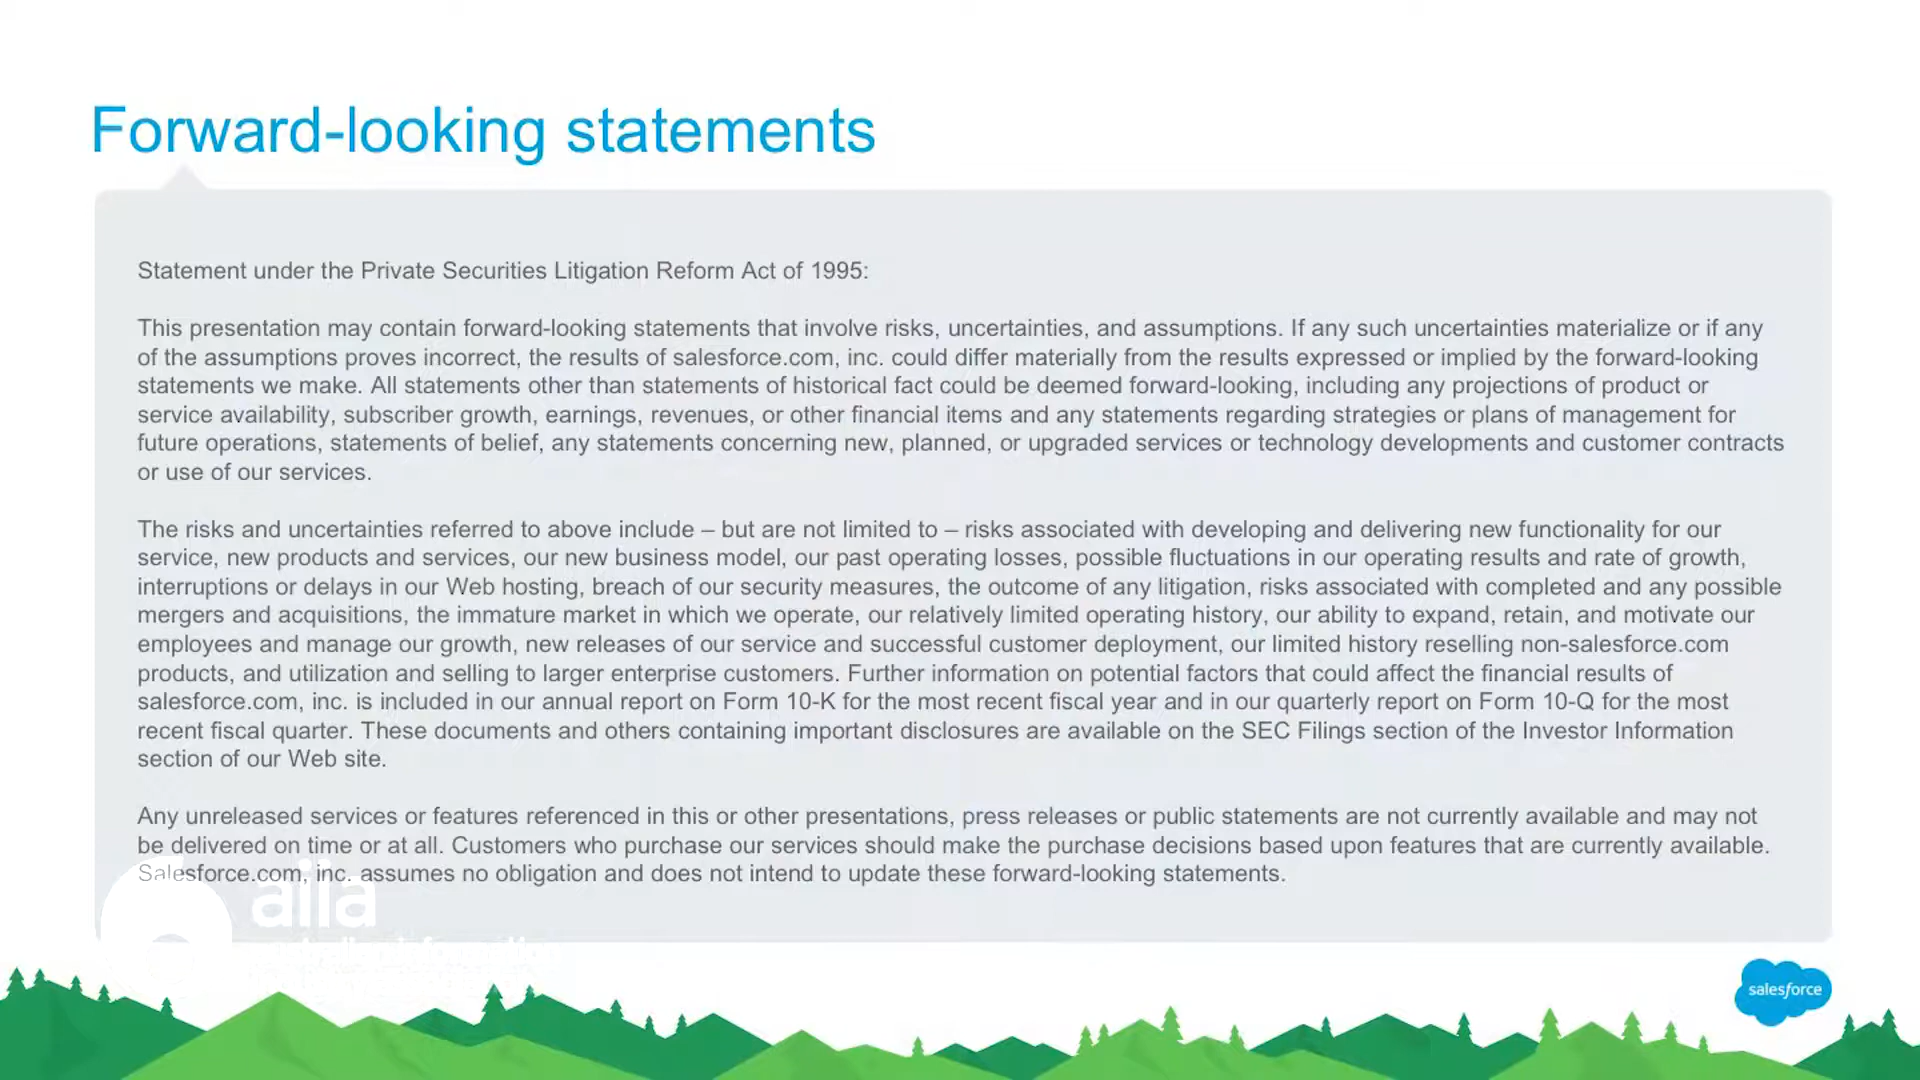 Forward-looking statements
Statement under the Private Securities Litigation Reform Act of 1995:
This presentation may contain forward-looking statements that involve risks, uncertainties, and assumptions. If any such uncertainties materialize or if any
of the assumptions proves incorrect, the results of salesforce.com, inc. could differ materially from the results expressed or implied by the forward-looking
statements we make. All statements other than statements of historical fact could be deemed forward-looking, including any projections of product or
service availability, subscriber growth, earnings, revenues, or other financial items and any statements regarding strategies or plans of management for
future operations, statements of belief, any statements concerning new, planned, or upgraded services or technology developments and customer contracts
or use of our services.
The risks and uncertainties referred to above include – but are not limited to – risks associated with developing and delivering new functionality for our
service, new products and services, our new business model, our past operating losses, possible fluctuations in our operating results and rate of growth,
interruptions or delays in our Web hosting, breach of our security measures, the outcome of any litigation, risks associated with completed and any possible
mergers and acquisitions, the immature market in which we operate, our relatively limited operating history, our ability to expand, retain, and motivate our
employees and manage our growth, new releases of our service and successful customer deployment, our limited history reselling non-salesforce.com
products, and utilization and selling to larger enterprise customers. Further information on potential factors that could affect the financial results of
salesforce.com, inc. is included in our annual report on Form 10-K for the most recent fiscal year and in our quarterly report on Form 10-Q for the most
recent fiscal quarter. These documents and others containing important disclosures are available on the SEC Filings section of the Investor Information
section of our Web site.
Any unreleased services or features referenced in this or other presentations, press releases or public statements are not currently available and may not
be delivered on time or at all. Customers who purchase our services should make the purchase decisions based upon features that are currently available.
Salesforce.com, inc. assumes no obligation and does not intend to update these forward-looking statements.
aiia
salesforce